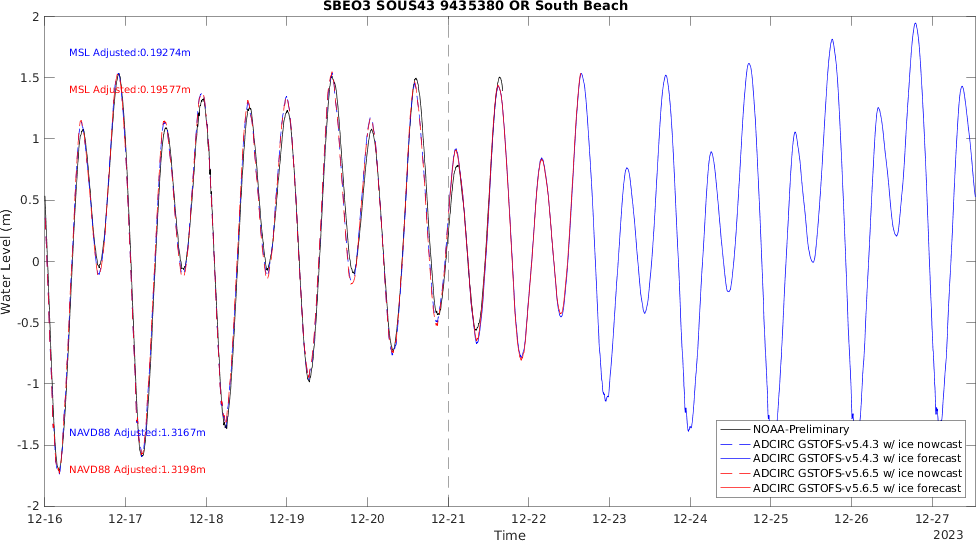 SBEO3 SOUS43 9435380 OR South Beach
2
1.5
1
0.5
0
-0.5
-1
-1.5
-2
Water Level (m)
MSL Adjusted:0.19274m
MSL Adjusted:0.19577m
NAVD88 Adjusted:1.3167m
NAVD88 Adjusted:1.3198m
NOAA-Preliminary
ADCIRC GSTOFS-v5.4.3 w/ ice nowcast
ADCIRC GSTOFS-v5.4.3 w/ ice forecast
ADCIRC GSTOFS-v5.6.5 w/ ice nowcast
ADCIRC GSTOFS-v5.6.5 w/ ice forecast
12-16 12-17 12-18 12-19 12-20 12-21 12-22 12-23 12-24 12-25 12-26 12-27
Time
2023